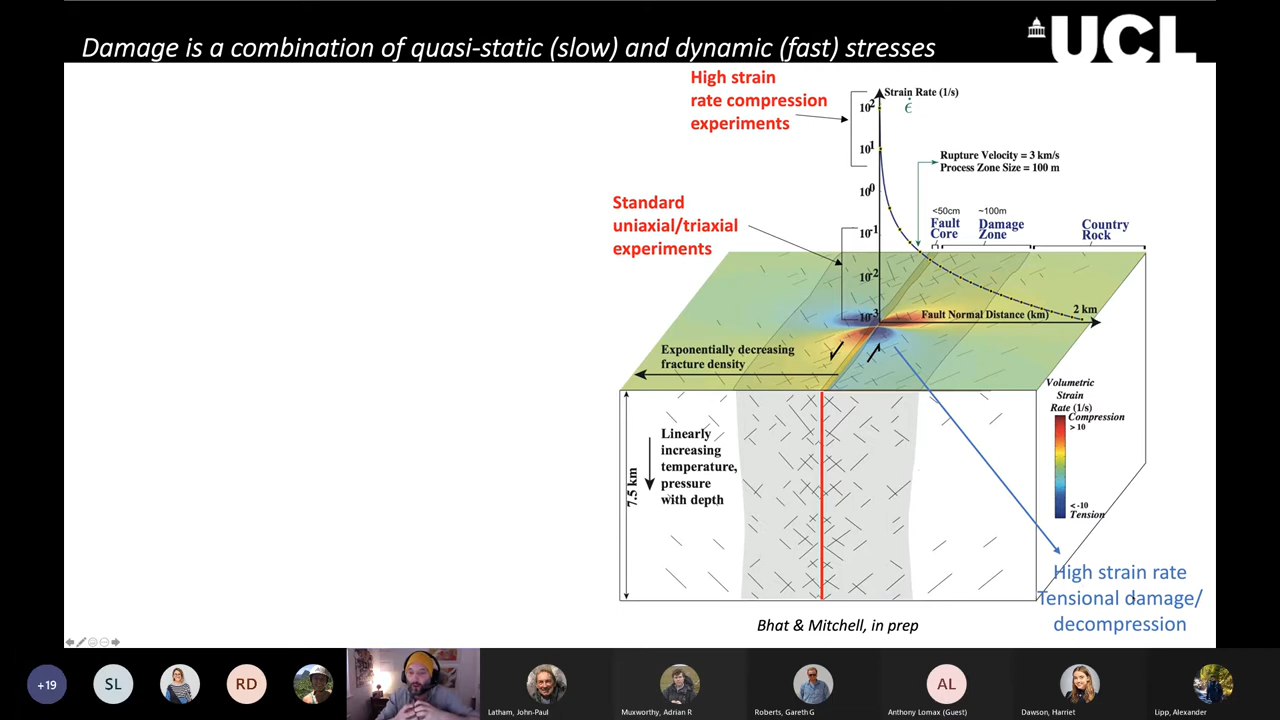 Damage is a combination of quasi-static (slow) and dynamic (fast) stresses
UCL
High strain
rate compression
experiments
Strain Rate (1/s)
ε̇
10²
10¹
10⁰
10⁻¹
10⁻²
10⁻³
Rupture Velocity = 3 km/s
Process Zone Size = 100 m
Standard
uniaxial/triaxial
experiments
<50cm
Fault
Core
~100m
Damage
Zone
Country
Rock
2 km
Fault Normal Distance (km)
Exponentially decreasing
fracture density
Linearly
increasing
temperature,
pressure
with depth
7.5 km
Volumetric
Strain
Rate (1/s)
Compression
> 10
< -10
Tension
High strain rate
Tensional damage/
decompression
Bhat & Mitchell, in prep
+19
SL
RD
AL
Latham, John-Paul
Muxworthy, Adrian R
Roberts, Gareth G
Anthony Lomax (Guest)
Dawson, Harriet
Lipp, Alexander